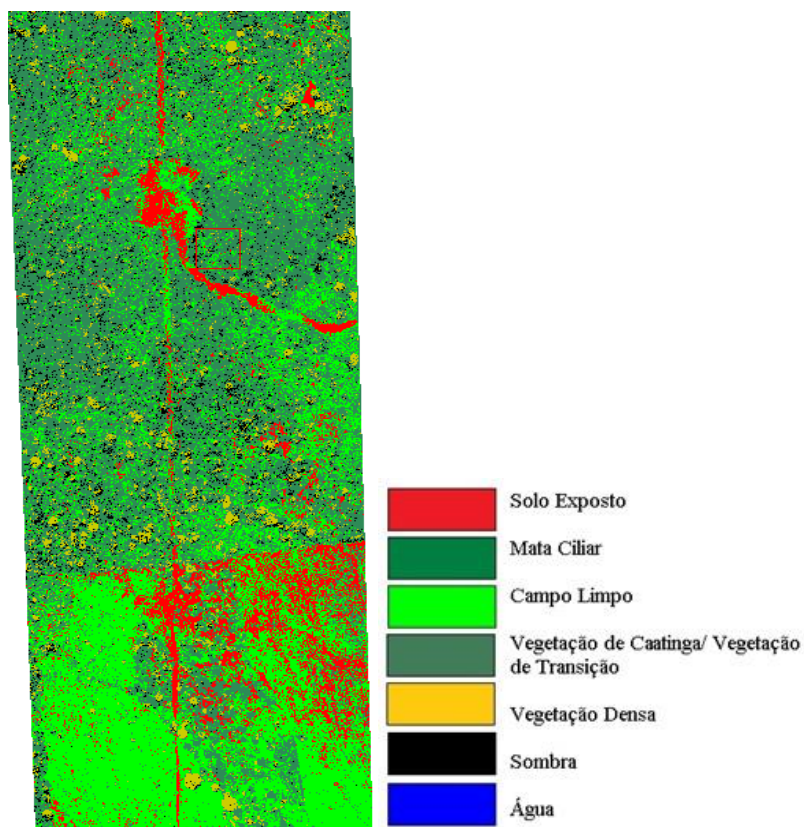 Solo Exposto
Mata Ciliar
Campo Limpo
Vegetação de Caatinga/ Vegetação
de Transição
Vegetação Densa
Sombra
Água